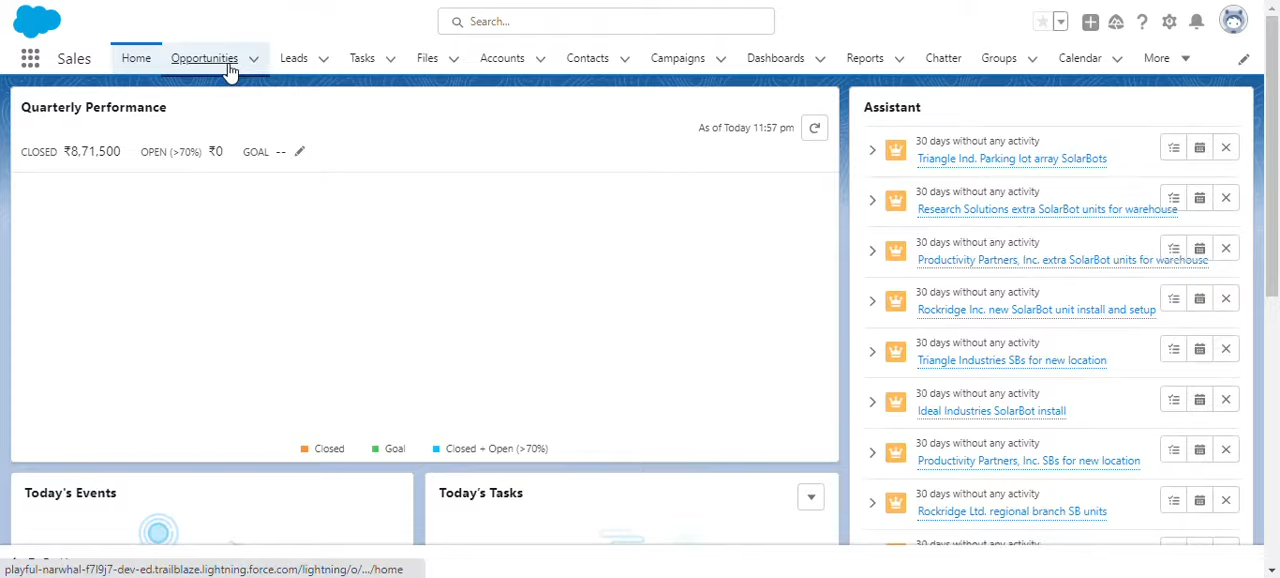 Search...
Sales
Home
Opportunities
Leads
Tasks
Files
Accounts
Contacts
Campaigns
Dashboards
Reports
Chatter
Groups
Calendar
More
Quarterly Performance
As of Today 11:57 pm
CLOSED ₹8,71,500 OPEN (>70%) ₹0 GOAL --
Closed
Goal
Closed + Open (>70%)
Assistant
30 days without any activity
Triangle Ind. Parking lot array SolarBots
30 days without any activity
Research Solutions extra SolarBot units for warehouse
30 days without any activity
Productivity Partners, Inc. extra SolarBot units for warehouse
30 days without any activity
Rockridge Inc. new SolarBot unit install and setup
30 days without any activity
Triangle Industries SBs for new location
30 days without any activity
Ideal Industries SolarBot install
30 days without any activity
Productivity Partners, Inc. SBs for new location
30 days without any activity
Rockridge Ltd. regional branch SB units
30 days without any activity
Today's Events
Today's Tasks
playful-narwhal-f7l9j7-dev-ed.trailblaze.lightning.force.com/lightning/o/.../home